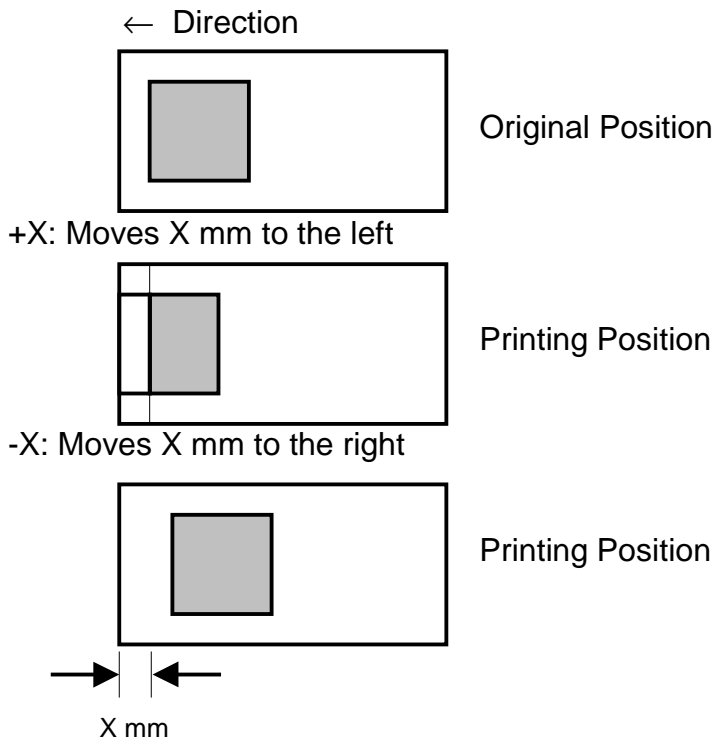 ← Direction
Original Position
+X: Moves X mm to the left
Printing Position
-X: Moves X mm to the right
Printing Position
X mm